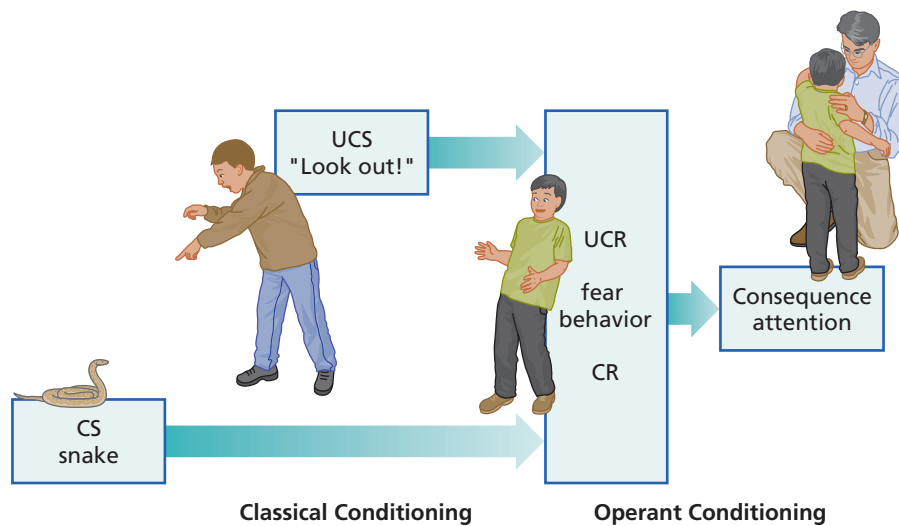 UCS
"Look out!"
UCR
fear
behavior
CR
Consequence
attention
CS
snake
Classical Conditioning
Operant Conditioning